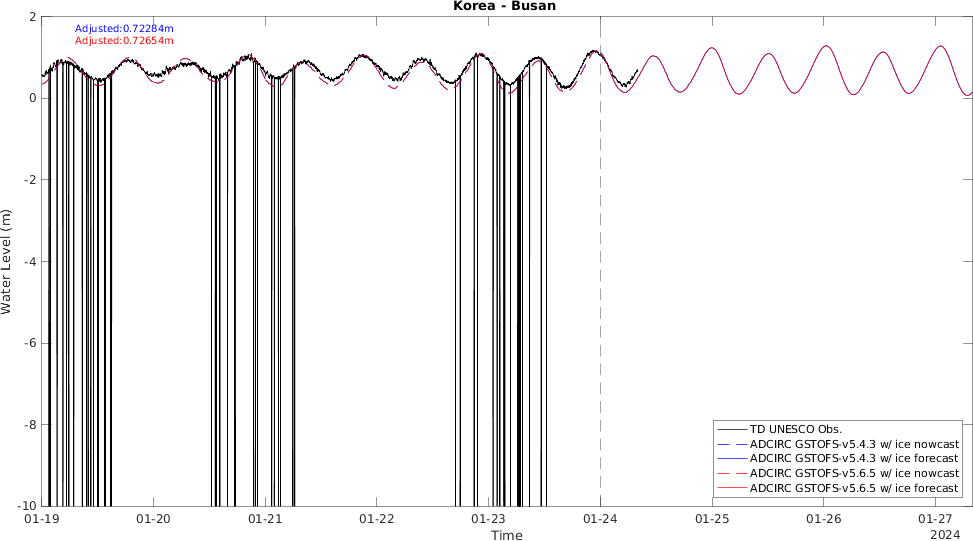 Korea - Busan
Adjusted:0.72284m
Adjusted:0.72654m
2
0
-2
-4
-6
-8
-10
Water Level (m)
01-19 01-20 01-21 01-22 01-23 01-24 01-25 01-26 01-27
Time
2024
TD UNESCO Obs.
ADCIRC GSTOFS-v5.4.3 w/ ice nowcast
ADCIRC GSTOFS-v5.4.3 w/ ice forecast
ADCIRC GSTOFS-v5.6.5 w/ ice nowcast
ADCIRC GSTOFS-v5.6.5 w/ ice forecast